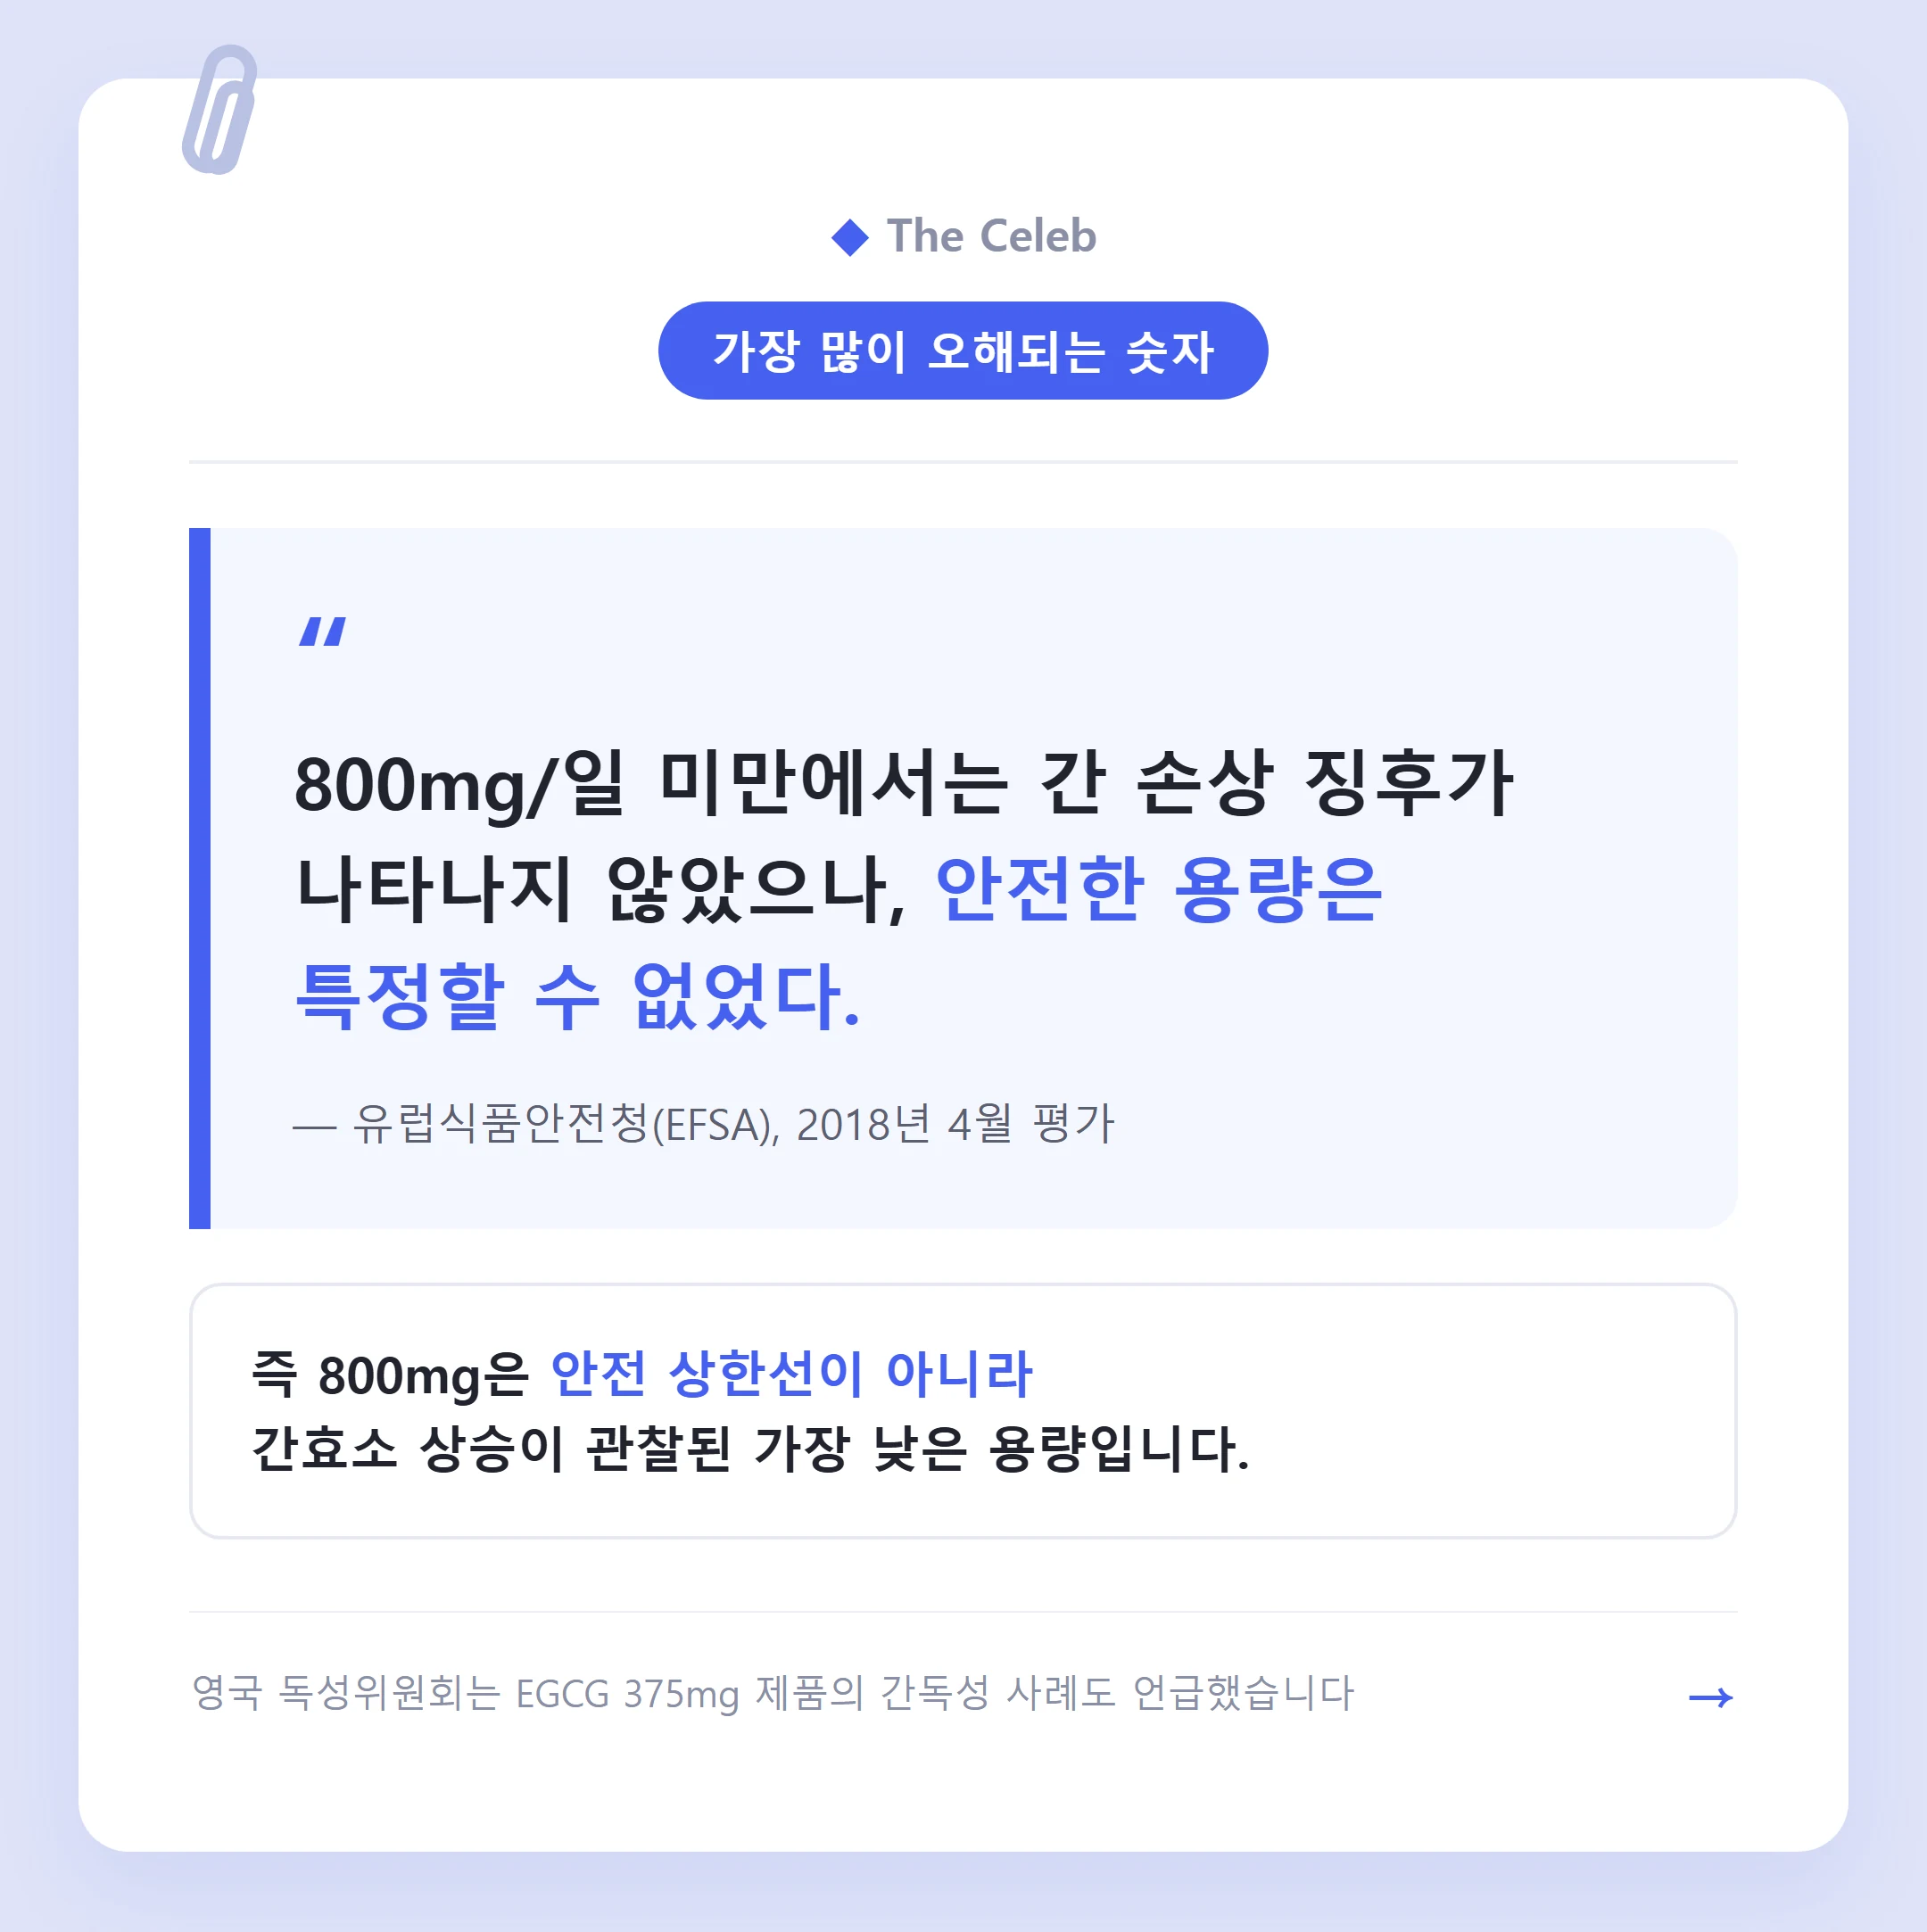 ◆ The Celeb
가장 많이 오해되는 숫자
“
800mg/일 미만에서는 간 손상 징후가
나타나지 않았으나, 안전한 용량은
특정할 수 없었다.
— 유럽식품안전청(EFSA), 2018년 4월 평가
즉 800mg은 안전 상한선이 아니라
간효소 상승이 관찰된 가장 낮은 용량입니다.
영국 독성위원회는 EGCG 375mg 제품의 간독성 사례도 언급했습니다 →